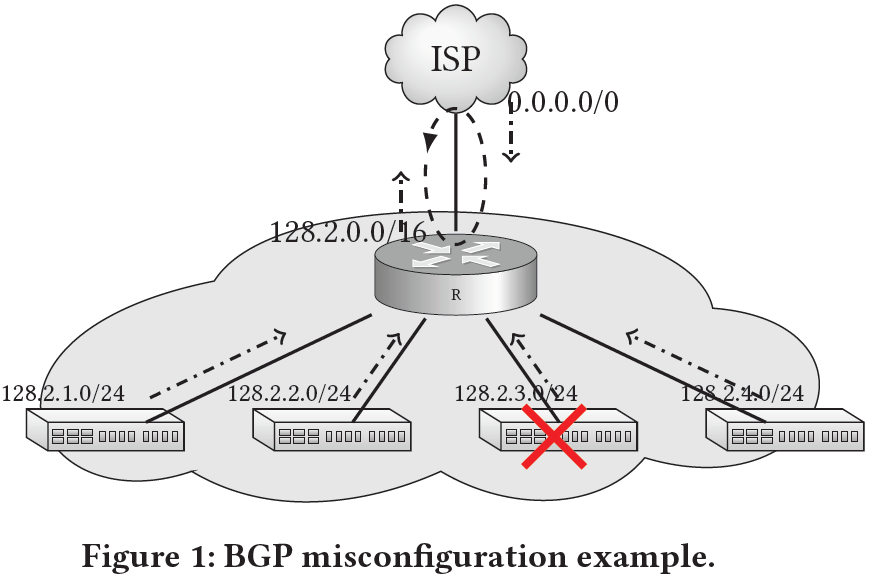 ISP
0.0.0.0/0
128.2.0.0/16
R
128.2.1.0/24 128.2.2.0/24 128.2.3.0/24 128.2.4.0/24
Figure 1: BGP misconfiguration example.